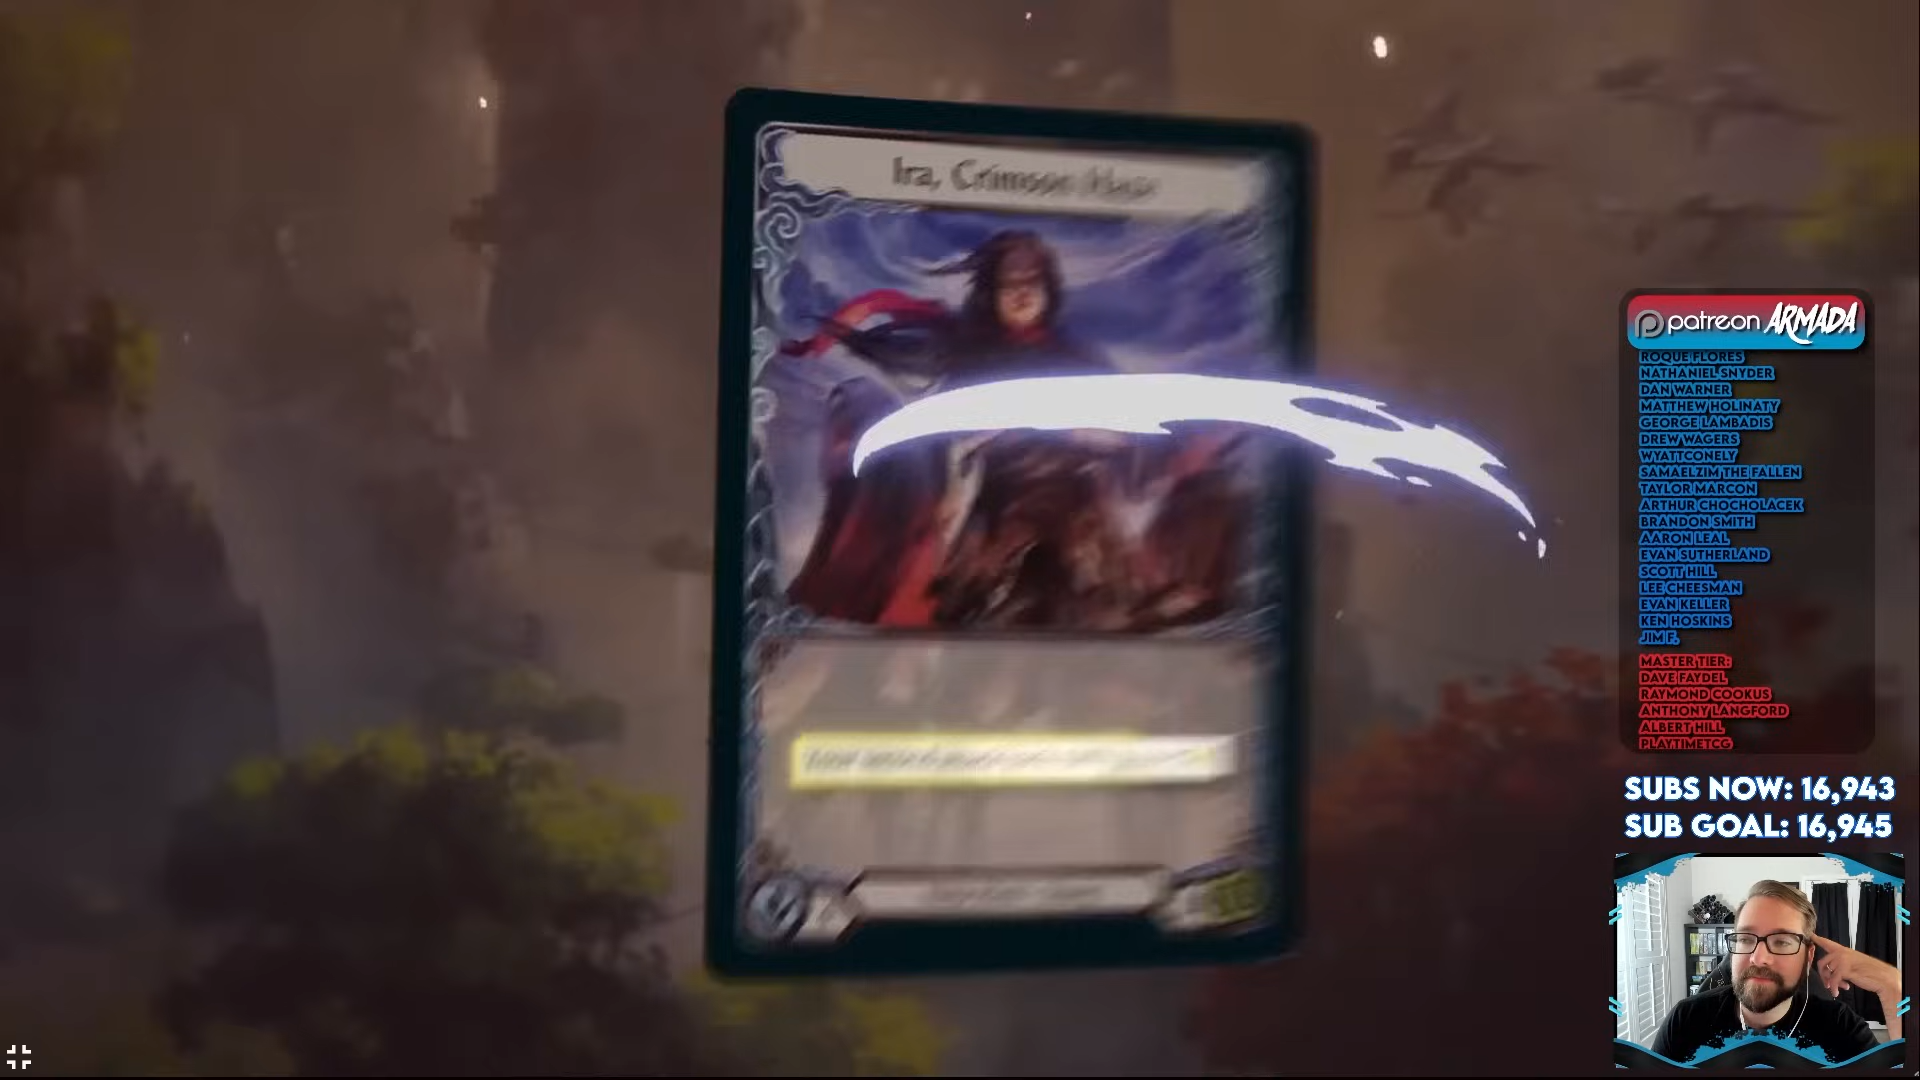 Ira, Crimson Haze
patreon ARMADA
ROQUE FLORES
NATHANIEL SNYDER
DAN WARNER
MATTHEW HOLINATY
GEORGE LAMBADIS
DREW WAGERS
WYATTCONELY
SAMAELZIM THE FALLEN
TAYLOR MARCON
ARTHUR CHOCHOLACEK
BRANDON SMITH
AARON LEAL
EVAN SUTHERLAND
SCOTT HILL
LEE CHEESMAN
EVAN KELLER
KEN HOSKINS
JIM F.
MASTER TIER:
DAVE FAYDEL
RAYMOND COOKUS
ANTHONY LANGFORD
ALBERT HILL
PLAYTIMETCG
SUBS NOW: 16,943
SUB GOAL: 16,945